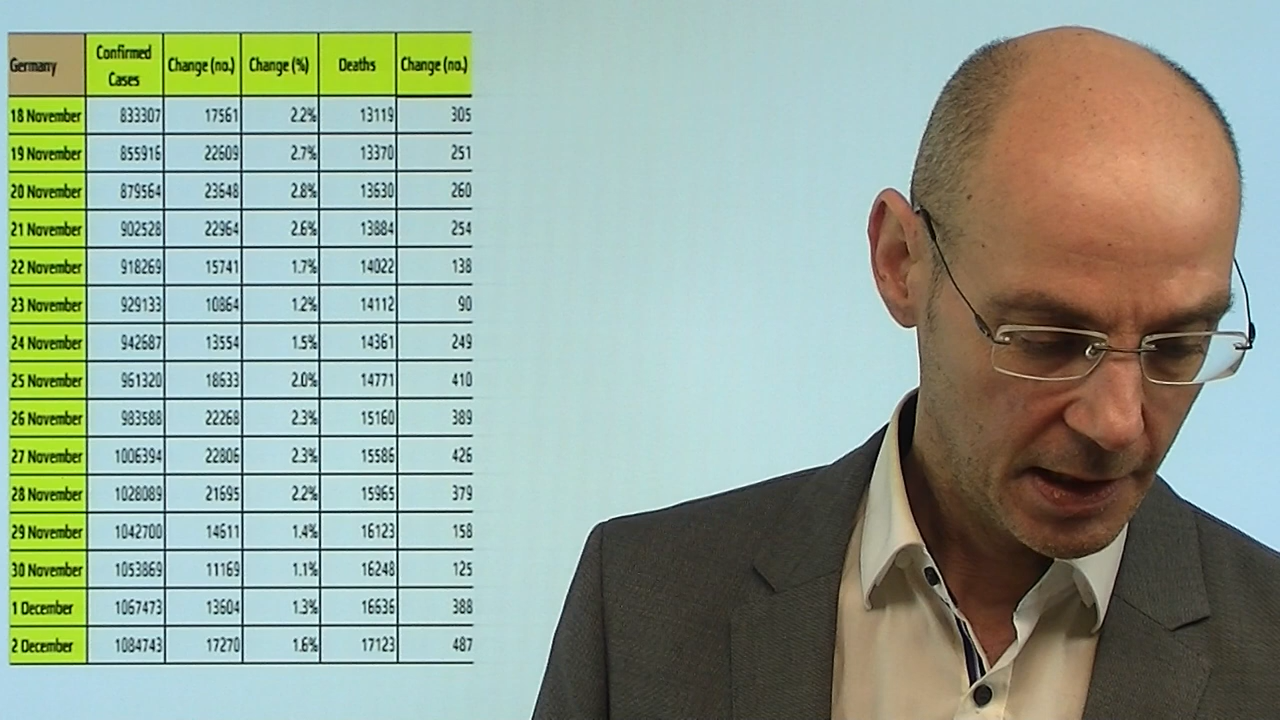 Germany Confirmed Cases Change (no.) Change (%) Deaths Change (no.)
18 November 833307 17561 2.2% 13119 305
19 November 855916 22609 2.7% 13370 251
20 November 879564 23648 2.8% 13630 260
21 November 902528 22964 2.6% 13884 254
22 November 918269 15741 1.7% 14022 138
23 November 929133 10864 1.2% 14112 90
24 November 942687 13554 1.5% 14361 249
25 November 961320 18633 2.0% 14771 410
26 November 983588 22268 2.3% 15160 389
27 November 1006394 22806 2.3% 15586 426
28 November 1028089 21695 2.2% 15965 379
29 November 1042700 14611 1.4% 16123 158
30 November 1053869 11169 1.1% 16248 125
1 December 1067473 13604 1.3% 16636 388
2 December 1084743 17270 1.6% 17123 487